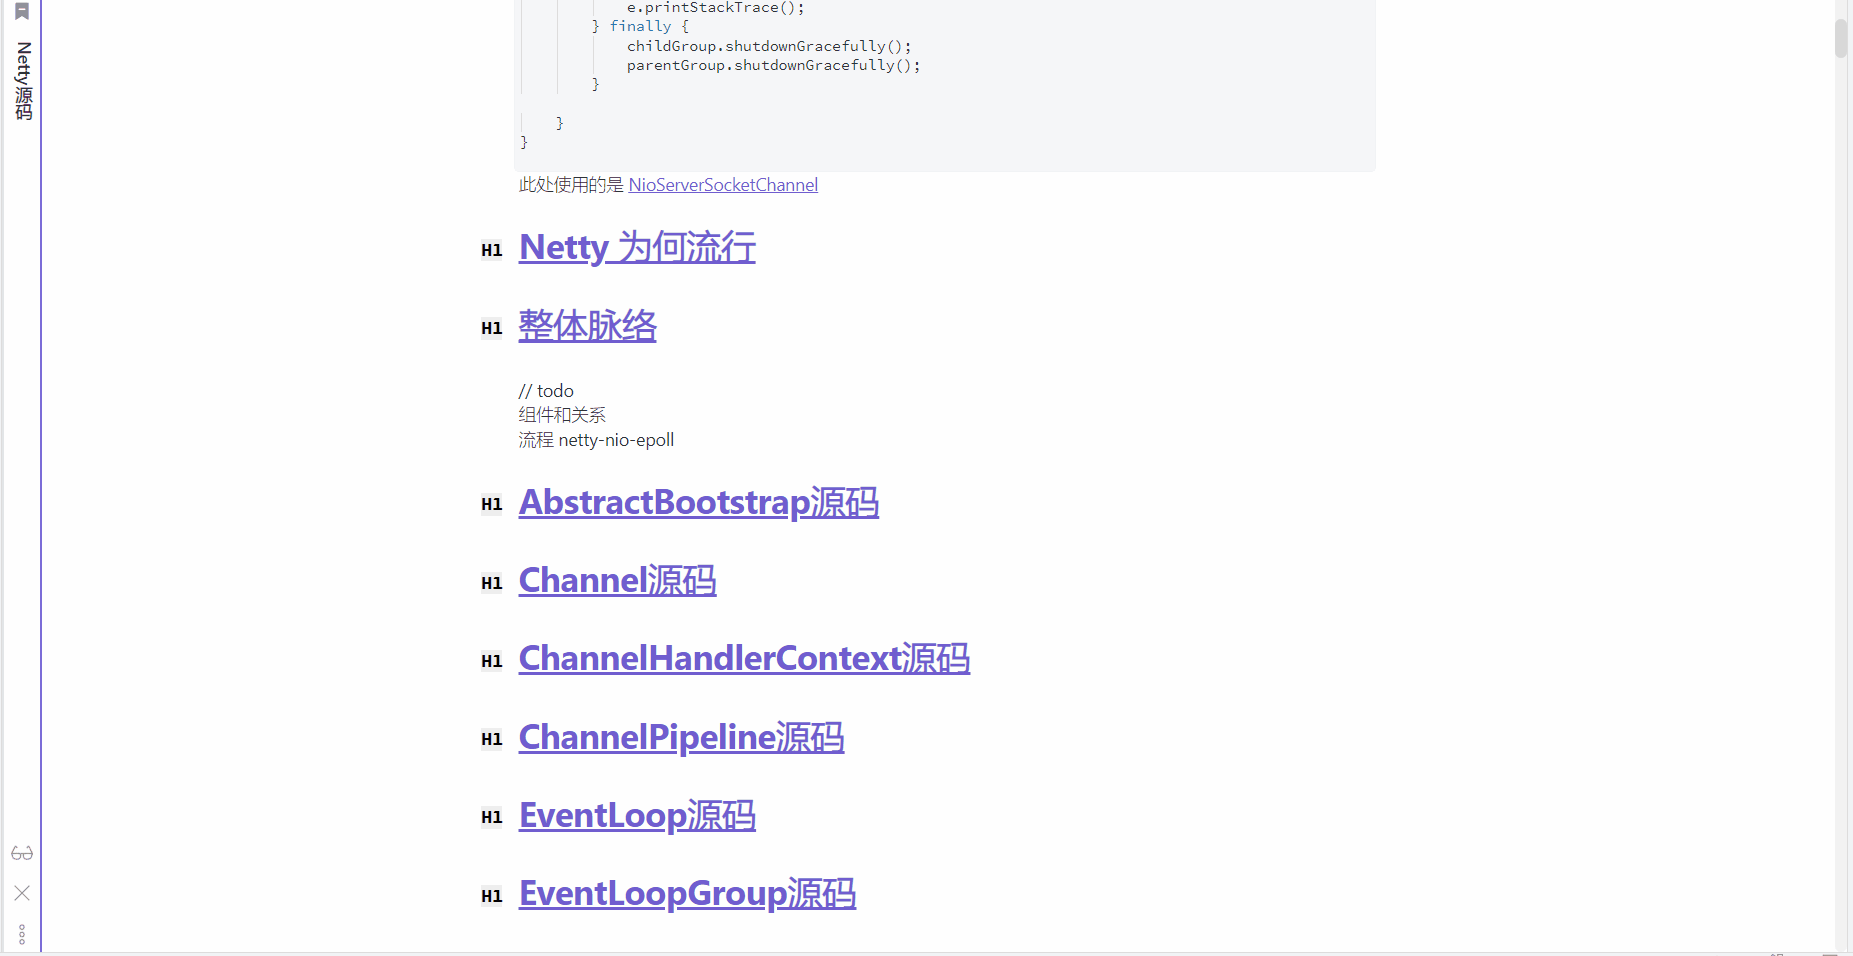 Netty源码
e.printStackTrace();
} finally {
childGroup.shutdownGracefully();
parentGroup.shutdownGracefully();
}
}
}
此处使用的是 NioServerSocketChannel
H1 Netty 为何流行
H1 整体脉络
// todo
组件和关系
流程 netty-nio-epoll
H1 AbstractBootstrap源码
H1 Channel源码
H1 ChannelHandlerContext源码
H1 ChannelPipeline源码
H1 EventLoop源码
H1 EventLoopGroup源码